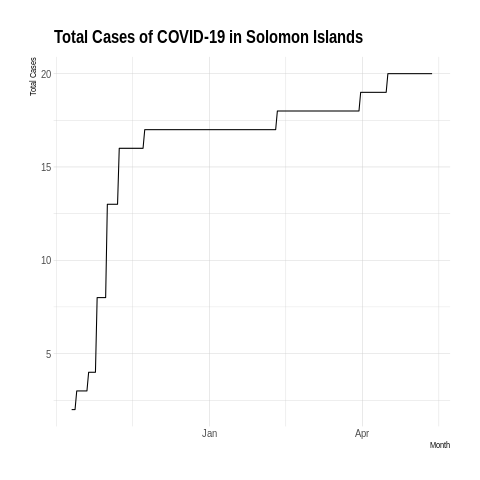 Total Cases of COVID-19 in Solomon Islands
Total Cases
20
15
10
5
Jan
Apr
Month